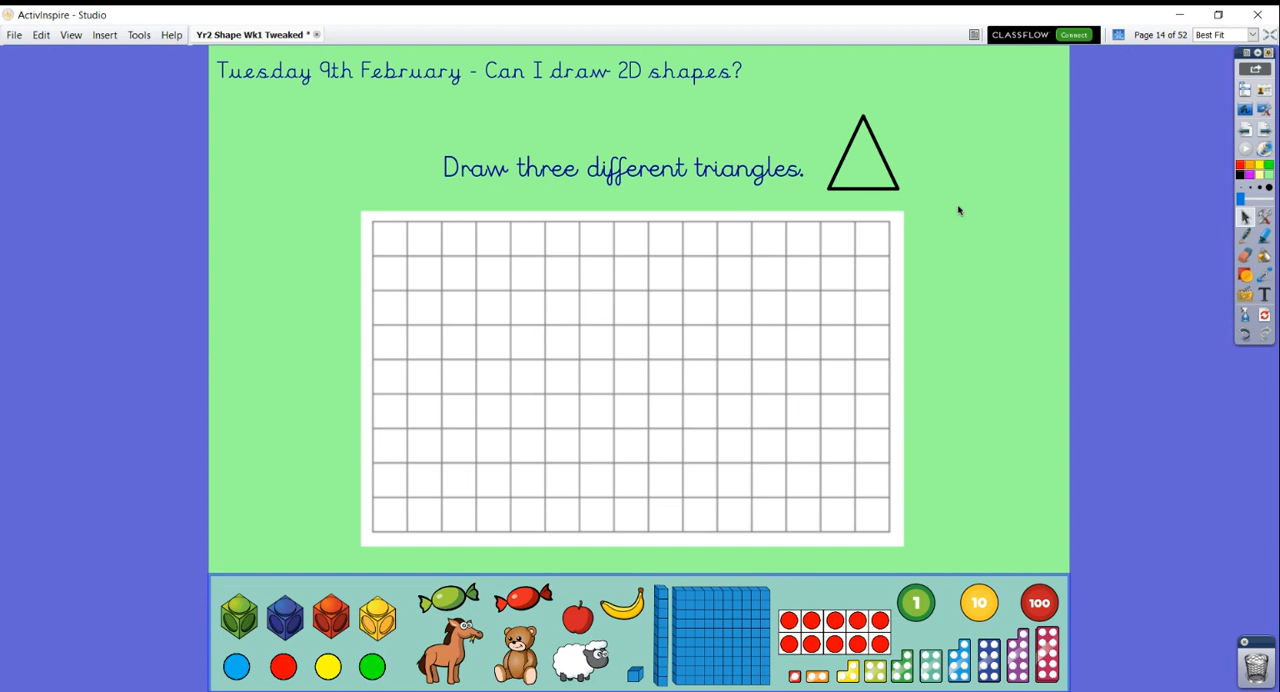 ActivInspire - Studio
File Edit View Insert Tools Help Yr2 Shape Wk1 Tweaked * CLASSFLOW Connect Page 14 of 52 Best Fit
Tuesday 9th February - Can I draw 2D shapes?
Draw three different triangles.
T
1 10 100